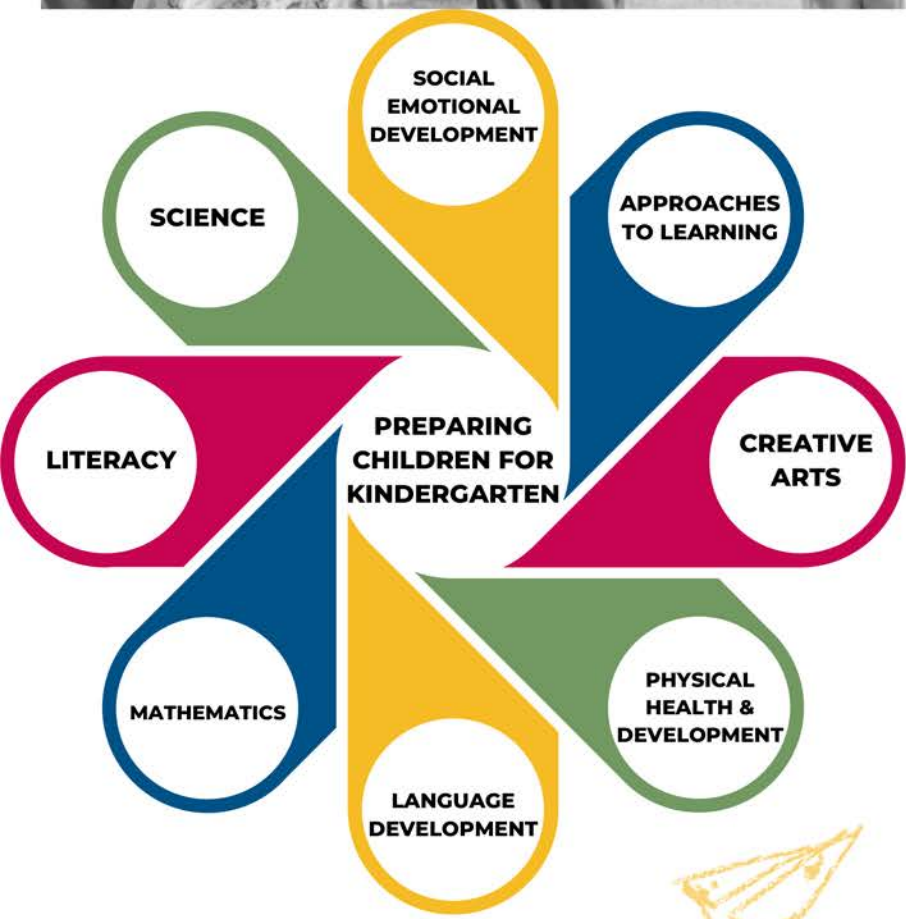 SOCIAL
EMOTIONAL
DEVELOPMENT
APPROACHES
TO LEARNING
SCIENCE
PREPARING
CHILDREN FOR
KINDERGARTEN
CREATIVE
ARTS
LITERACY
PHYSICAL
HEALTH &
DEVELOPMENT
MATHEMATICS
LANGUAGE
DEVELOPMENT